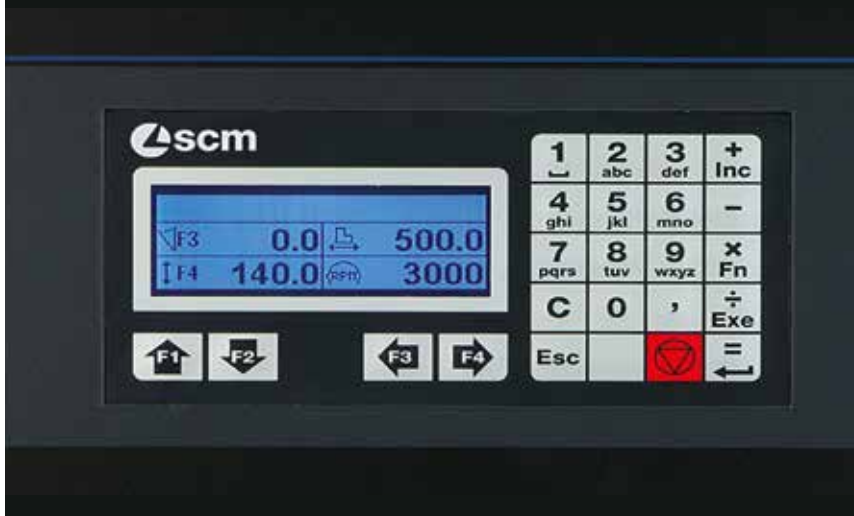 scm
F3 0.0 500.0
F4 140.0 RPM 3000
F1 F2 F3 F4
1 2 abc 3 def + Inc
4 ghi 5 jkl 6 mno -
7 pqrs 8 tuv 9 wxyz × Fn
C 0 , ÷ Exe
Esc =